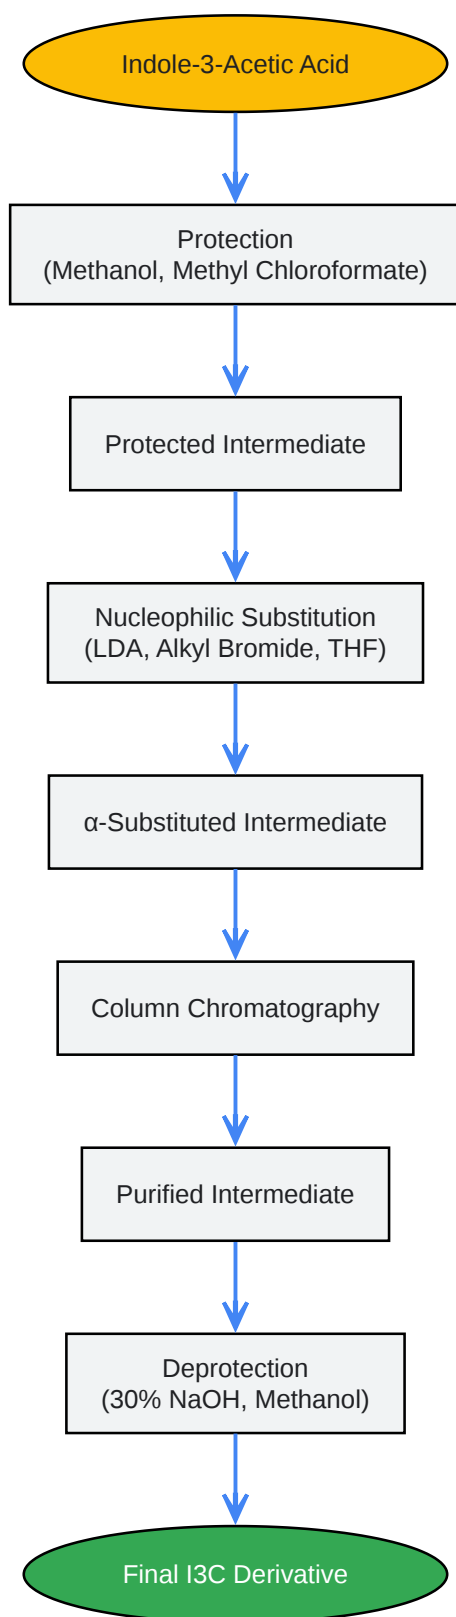 Indole-3-Acetic Acid
Protection
(Methanol, Methyl Chloroformate)
Protected Intermediate
Nucleophilic Substitution
(LDA, Alkyl Bromide, THF)
α-Substituted Intermediate
Column Chromatography
Purified Intermediate
Deprotection
(30% NaOH, Methanol)
Final I3C Derivative